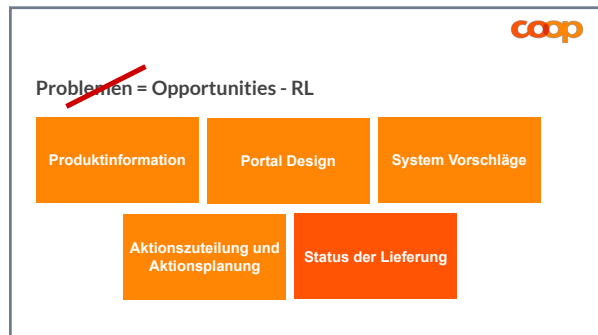 coop
Problemen = Opportunities - RL
Produktinformation
Portal Design
System Vorschläge
Aktionszuteilung und
Aktionsplanung
Status der Lieferung